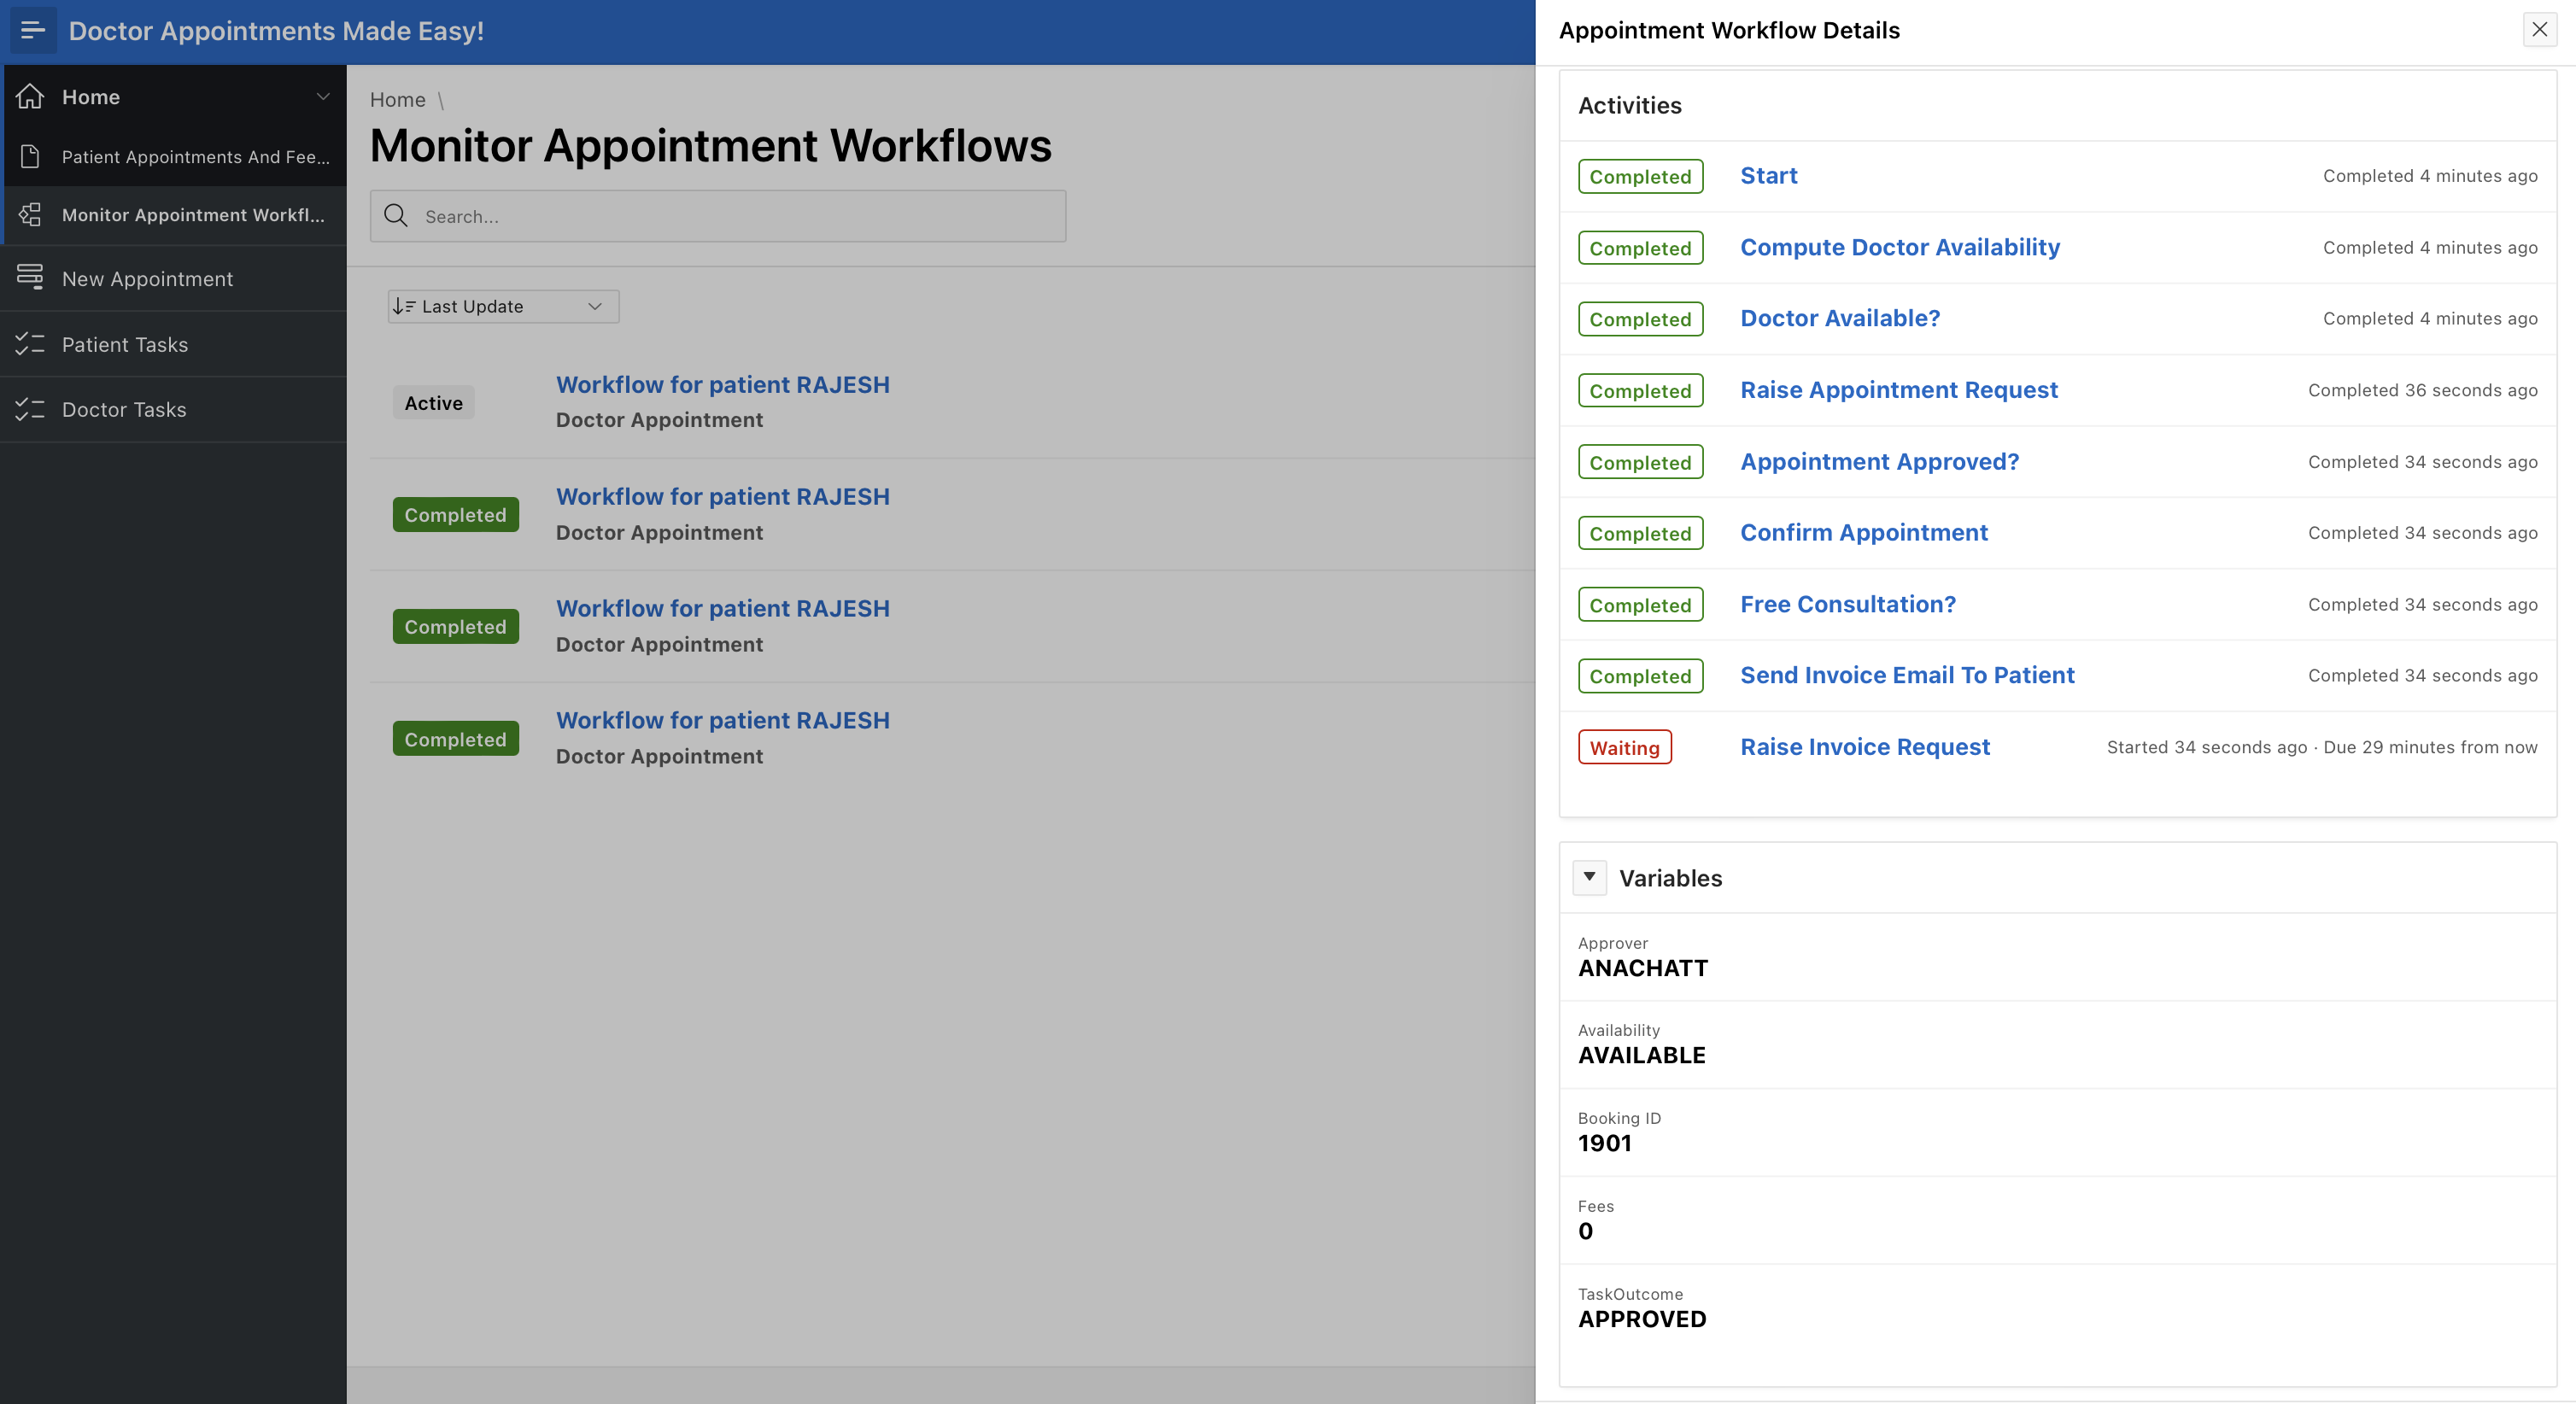 Doctor Appointments Made Easy!
Home
Patient Appointments And Fee...
Monitor Appointment Workfl...
New Appointment
Patient Tasks
Doctor Tasks
Home \
Monitor Appointment Workflows
Search...
Last Update
Active
Workflow for patient RAJESH
Doctor Appointment
Completed
Workflow for patient RAJESH
Doctor Appointment
Completed
Workflow for patient RAJESH
Doctor Appointment
Completed
Workflow for patient RAJESH
Doctor Appointment
Appointment Workflow Details
Activities
Completed Start Completed 4 minutes ago
Completed Compute Doctor Availability Completed 4 minutes ago
Completed Doctor Available? Completed 4 minutes ago
Completed Raise Appointment Request Completed 36 seconds ago
Completed Appointment Approved? Completed 34 seconds ago
Completed Confirm Appointment Completed 34 seconds ago
Completed Free Consultation? Completed 34 seconds ago
Completed Send Invoice Email To Patient Completed 34 seconds ago
Waiting Raise Invoice Request Started 34 seconds ago · Due 29 minutes from now
Variables
Approver
ANACHATT
Availability
AVAILABLE
Booking ID
1901
Fees
0
TaskOutcome
APPROVED